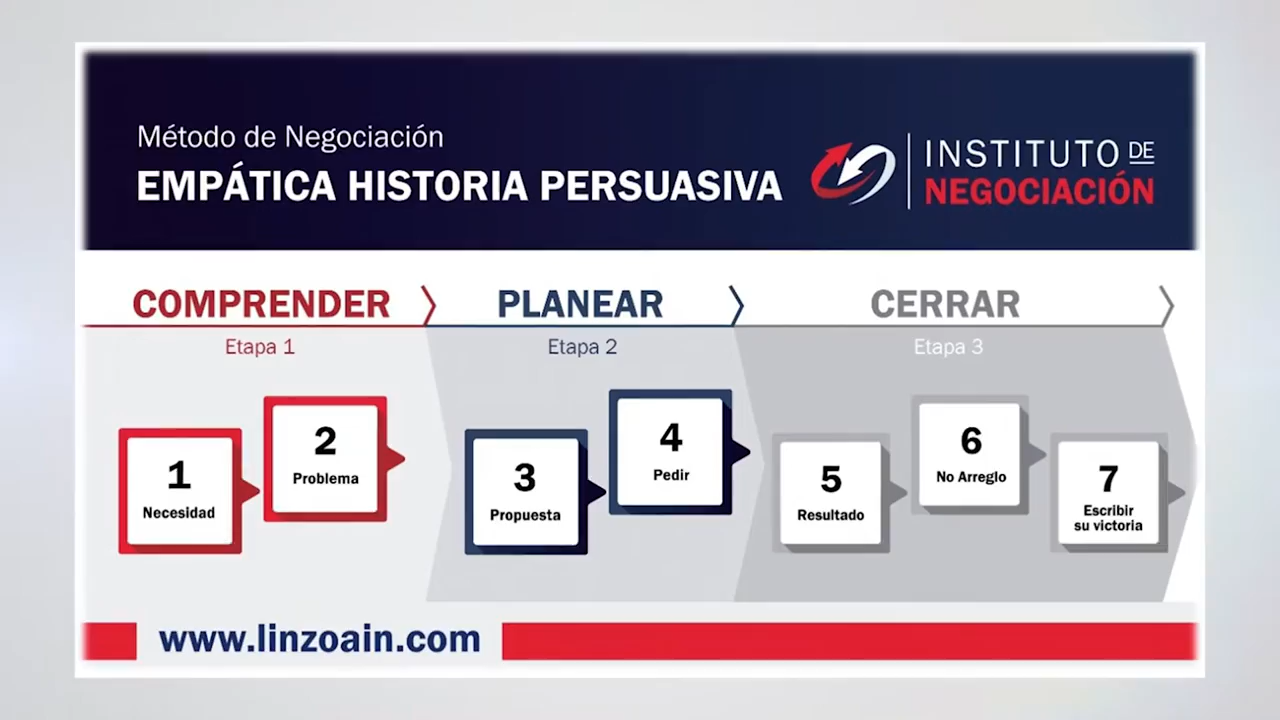 Método de Negociación
EMPÁTICA HISTORIA PERSUASIVA
INSTITUTO DE
NEGOCIACIÓN
COMPRENDER
Etapa 1
PLANEAR
Etapa 2
CERRAR
Etapa 3
1
Necesidad
2
Problema
3
Propuesta
4
Pedir
5
Resultado
6
No Arreglo
7
Escribir
su victoria
www.linzoain.com